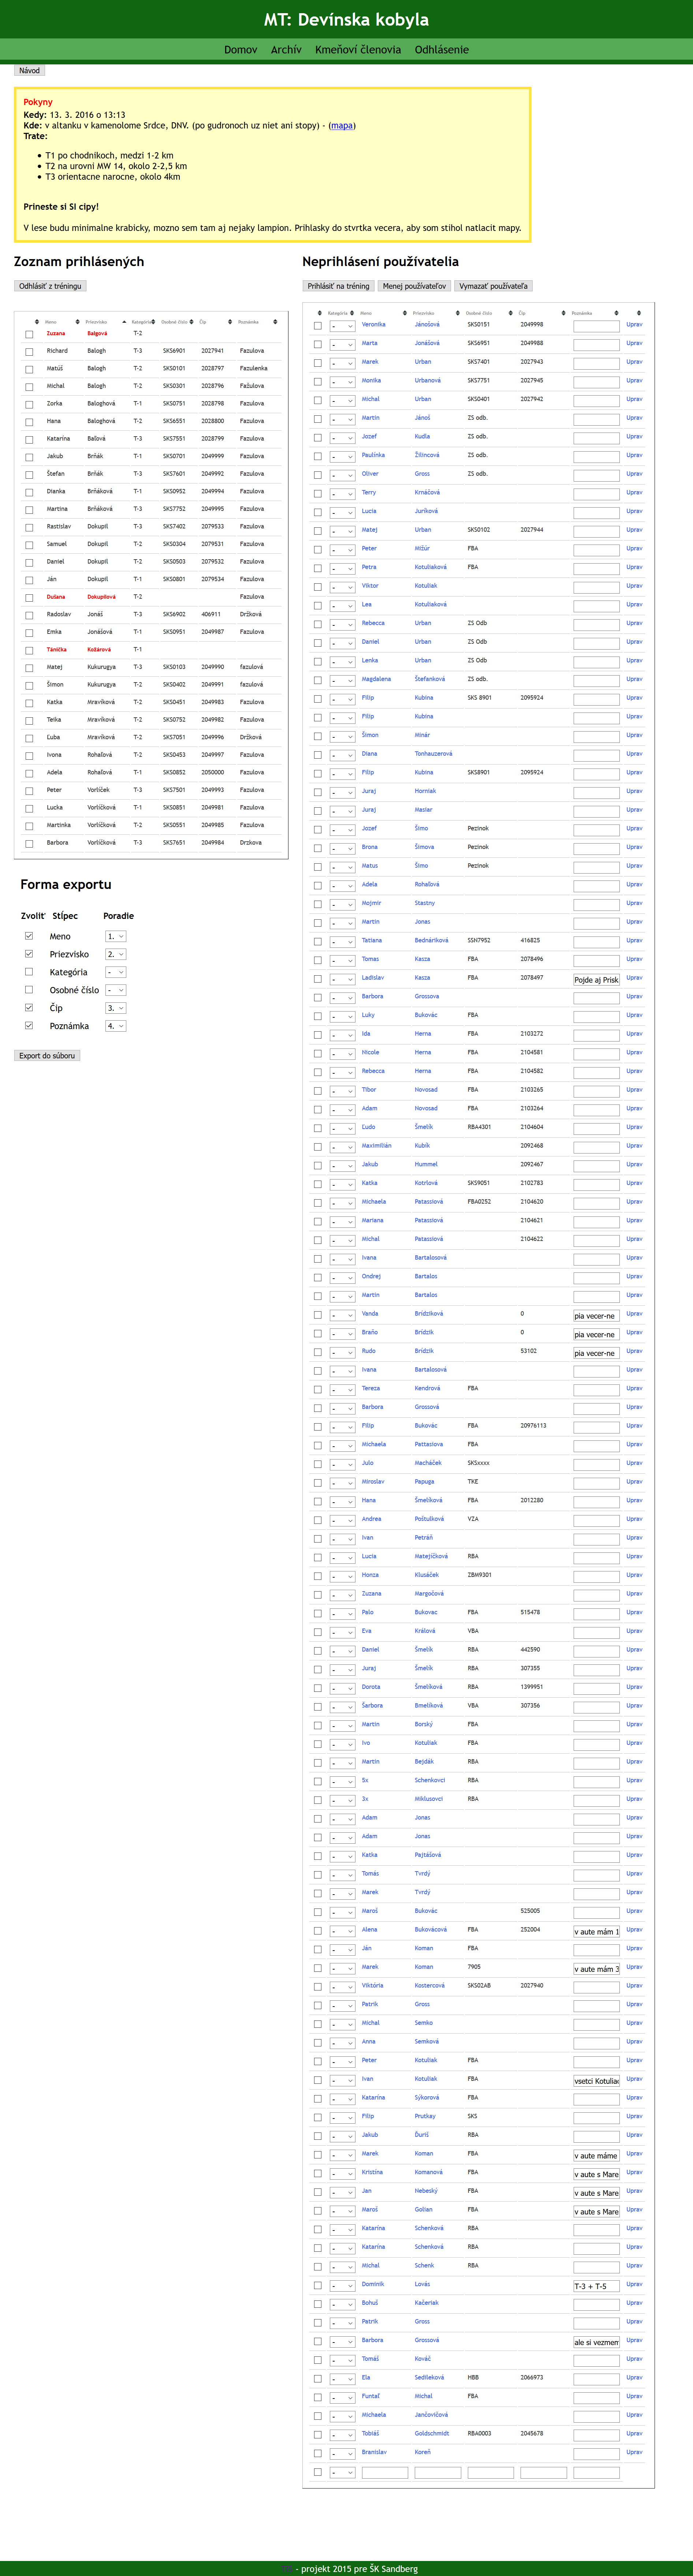 MT: Devínska kobyla
Domov Archív Kmeňoví členovia Odhlásenie
Návod
Pokyny
Kedy: 13. 3. 2016 o 13:13
Kde: v altanku v kamenolome Srdce, DNV. (po gudronoch uz niet ani stopy) - (mapa)
Trate:
• T1 po chodnikoch, medzi 1-2 km
• T2 na urovni MW 14, okolo 2-2,5 km
• T3 orientacne narocne, okolo 4km
Prineste si SI cipy!
V lese budu minimalne krabicky, mozno sem tam aj nejaky lampion. Prihlasky do stvrtka vecera, aby som stihol natlacit mapy.
Zoznam prihlásených
Odhlásiť z tréningu
Meno Priezvisko Kategória Osobné číslo Čip Poznámka
Zuzana Balgová T-2
Richard Balogh T-3 SKS6901 2027941 Fazulova
Matúš Balogh T-2 SKS0101 2028797 Fazulenka
Michal Balogh T-2 SKS0301 2028796 Fažulova
Zorka Baloghová T-1 SKS0751 2028798 Fazulova
Hana Baloghová T-2 SKS6551 2028800 Fazulova
Katarína Baľová T-3 SKS7551 2028799 Fazulova
Jakub Brňák T-1 SKS0701 2049999 Fazulova
Štefan Brňák T-3 SKS7601 2049992 Fazulova
Dianka Brňáková T-1 SKS0952 2049994 Fazulova
Martina Brňáková T-3 SKS7752 2049995 Fazulova
Rastislav Dokupil T-3 SKS7402 2079533 Fazulova
Samuel Dokupil T-2 SKS0304 2079531 Fazulova
Daniel Dokupil T-2 SKS0503 2079532 Fazulova
Ján Dokupil T-1 SKS0801 2079534 Fazulova
Dušana Dokupilová T-2 Fazulova
Radoslav Jonáš T-3 SKS6902 406911 Držková
Emka Jonášová T-1 SKS0951 2049987 Fazulova
Tánička Kožárová T-1
Matej Kukurugya T-3 SKS0103 2049990 fazulová
Šimon Kukurugya T-2 SKS0402 2049991 fazulová
Katka Mravíková T-2 SKS0451 2049983 Fazulova
Terka Mravíková T-2 SKS0752 2049982 Fazulova
Ľuba Mravíková T-2 SKS7051 2049996 Držková
Ivona Rohaľová T-2 SKS0453 2049997 Fazulova
Adela Rohaľová T-1 SKS0852 2050000 Fazulova
Peter Vorlíček T-3 SKS7501 2049993 Fazulova
Lucka Vorlíčková T-1 SKS0851 2049981 Fazulova
Martinka Vorlíčková T-2 SKS0551 2049985 Fazulova
Barbora Vorlíčková T-3 SKS7651 2049984 Drzkova
Forma exportu
Zvoliť Stĺpec Poradie
Meno 1.
Priezvisko 2.
Kategória -
Osobné číslo -
Čip 3.
Poznámka 4.
Export do súboru
Neprihlásení používatelia
Prihlásiť na tréning Menej používateľov Vymazať používateľa
Kategória Meno Priezvisko Osobné číslo Čip Poznámka
- Veronika Jánošová SKS0151 2049998 Uprav
- Marta Jonášová SKS6951 2049988 Uprav
- Marek Urban SKS7401 2027943 Uprav
- Monika Urbanová SKS7751 2027945 Uprav
- Michal Urban SKS0401 2027942 Uprav
- Martin Jánoš ZS odb. Uprav
- Jozef Kudla ZS odb. Uprav
- Paulínka Žilincová ZS odb. Uprav
- Oliver Gross ZS odb. Uprav
- Terry Krnáčová Uprav
- Lucia Juríková Uprav
- Matej Urban SKS0102 2027944 Uprav
- Peter Mižúr FBA Uprav
- Petra Kotuliaková FBA Uprav
- Viktor Kotuliak Uprav
- Lea Kotuliaková Uprav
- Rebecca Urban ZS Odb Uprav
- Daniel Urban ZS Odb Uprav
- Lenka Urban ZS Odb Uprav
- Magdalena Štefanková ZS odb. Uprav
- Filip Kubina SKS 8901 2095924 Uprav
- Filip Kubina Uprav
- Šimon Minár Uprav
- Diana Tonhauzerová Uprav
- Filip Kubina SKS8901 2095924 Uprav
- Juraj Horniak Uprav
- Juraj Masiar Uprav
- Jozef Šimo Pezinok Uprav
- Brona Šimova Pezinok Uprav
- Matus Šimo Pezinok Uprav
- Adela Rohaľová Uprav
- Mojmír Stastny Uprav
- Martin Jonas Uprav
- Tatiana Bednáriková SSN7952 416825 Uprav
- Tomas Kasza FBA 2078496 Uprav
- Ladislav Kasza FBA 2078497 Pojde aj Prisk Uprav
- Barbora Grossova Uprav
- Luky Bukovác FBA Uprav
- Ida Herna FBA 2103272 Uprav
- Nicole Herna FBA 2104581 Uprav
- Rebecca Herna FBA 2104582 Uprav
- Tibor Novosad FBA 2103265 Uprav
- Adam Novosad FBA 2103264 Uprav
- Ľudo Šmelík RBA4301 2104604 Uprav
- Maximilián Kubík 2092468 Uprav
- Jakub Hummel 2092467 Uprav
- Katka Kotrlová SKS9051 2102783 Uprav
- Michaela Patassiová FBA0252 2104620 Uprav
- Mariana Patassiová 2104621 Uprav
- Michal Patassiová 2104622 Uprav
- Ivana Bartalosová Uprav
- Ondrej Bartalos Uprav
- Martin Bartalos Uprav
- Vanda Brídziková 0 pia vecer-ne Uprav
- Braňo Brídzik 0 pia vecer-ne Uprav
- Rudo Brídzik 53102 pia vecer-ne Uprav
- Ivana Bartalosová Uprav
- Tereza Kendrová FBA Uprav
- Barbora Grossová Uprav
- Filip Bukovác FBA 20976113 Uprav
- Michaela Pattasiova FBA Uprav
- Julo Macháček SKSxxxx Uprav
- Miroslav Papuga TKE Uprav
- Hana Šmelíková FBA 2012280 Uprav
- Andrea Poštulková VZA Uprav
- Ivan Petráň Uprav
- Lucia Matejíčková RBA Uprav
- Honza Klusáček ZBM9301 Uprav
- Zuzana Margočová Uprav
- Palo Bukovac FBA 515478 Uprav
- Eva Králová VBA Uprav
- Daniel Šmelík RBA 442590 Uprav
- Juraj Šmelík RBA 307355 Uprav
- Dorota Šmelíková RBA 1399951 Uprav
- Šarbora Bmelíková VBA 307356 Uprav
- Martin Borský FBA Uprav
- Ivo Kotuliak FBA Uprav
- Martin Bejdák RBA Uprav
- 5x Schenkovci RBA Uprav
- 3x Miklusovci RBA Uprav
- Adam Jonas Uprav
- Adam Jonas Uprav
- Katka Pajtášová Uprav
- Tomás Tvrdý Uprav
- Marek Tvrdý Uprav
- Maroš Bukovác 525005 Uprav
- Alena Bukovácová FBA 252004 v aute mám 1 Uprav
- Ján Koman FBA Uprav
- Marek Koman 7905 v aute mám 3 Uprav
- Viktória Kostercová SKS02AB 2027940 Uprav
- Patrik Gross Uprav
- Michal Semko Uprav
- Anna Semková Uprav
- Peter Kotuliak FBA Uprav
- Ivan Kotuliak FBA vsetci Kotuliac Uprav
- Katarína Sýkorová FBA Uprav
- Filip Prutkay SKS Uprav
- Jakub Ďuriš RBA Uprav
- Marek Koman FBA v aute máme Uprav
- Kristína Komanová FBA v aute s Mare Uprav
- Jan Nebeský FBA v aute s Mare Uprav
- Maroš Golian FBA v aute s Mare Uprav
- Katarína Schenková RBA Uprav
- Katarína Schenková RBA Uprav
- Michal Schenk RBA Uprav
- Dominik Lovás T-3 + T-5 Uprav
- Bohuš Kačeriak Uprav
- Patrik Gross Uprav
- Barbora Grossová ale si vezmem Uprav
- Tomáš Kováč Uprav
- Ela Sedileková HBB 2066973 Uprav
- Funtaľ Michal FBA Uprav
- Michaela Jančovičová Uprav
- Tobiáš Goldschmidt RBA0003 2045678 Uprav
- Branislav Koreň Uprav
-
- projekt 2015 pre ŠK Sandberg